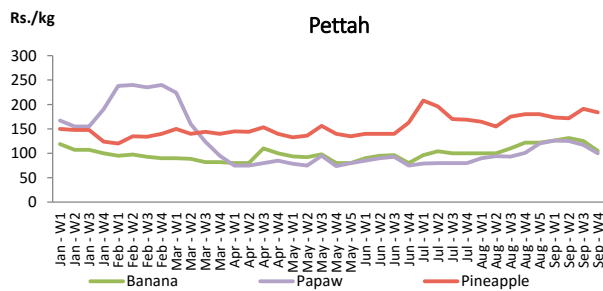 Rs./kg
Pettah
300
250
200
150
100
50
0
Jan - W1
Jan - W2
Jan - W3
Jan - W4
Feb - W1
Feb - W2
Feb - W3
Feb - W4
Mar - W1
Mar - W2
Mar - W3
Mar - W4
Apr - W1
Apr - W2
Apr - W3
Apr - W4
May - W1
May - W2
May - W3
May - W4
May - W5
Jun - W1
Jun - W2
Jun - W3
Jun - W4
Jul - W1
Jul - W2
Jul - W3
Jul - W4
Aug - W1
Aug - W2
Aug - W3
Aug - W4
Aug - W5
Sep - W1
Sep - W2
Sep - W3
Sep - W4
Banana
Papaw
Pineapple